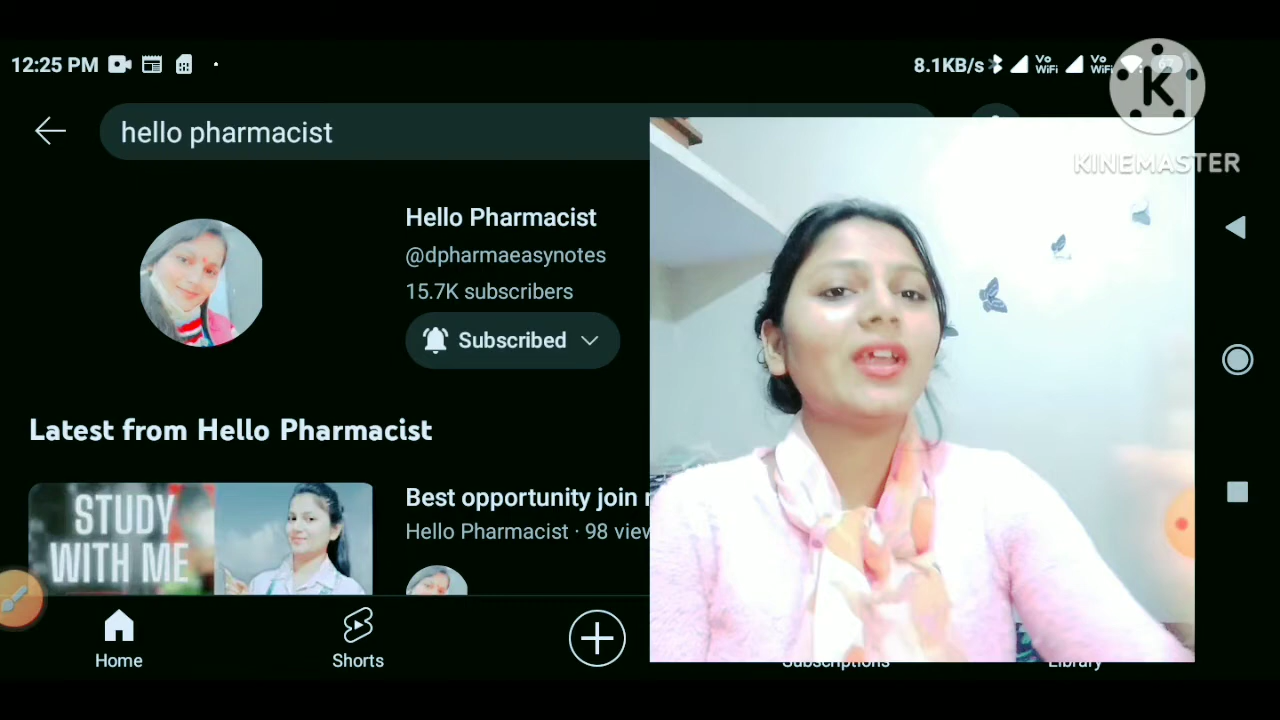 12:25 PM
8.1KB/s
Vo WiFi
Vo WiFi
67
K
KINEMASTER
hello pharmacist
Hello Pharmacist
@dpharmaeasynotes
15.7K subscribers
Subscribed
Latest from Hello Pharmacist
STUDY
WITH ME
Best opportunity join
Hello Pharmacist · 98
Home
Shorts
Subscriptions
Library